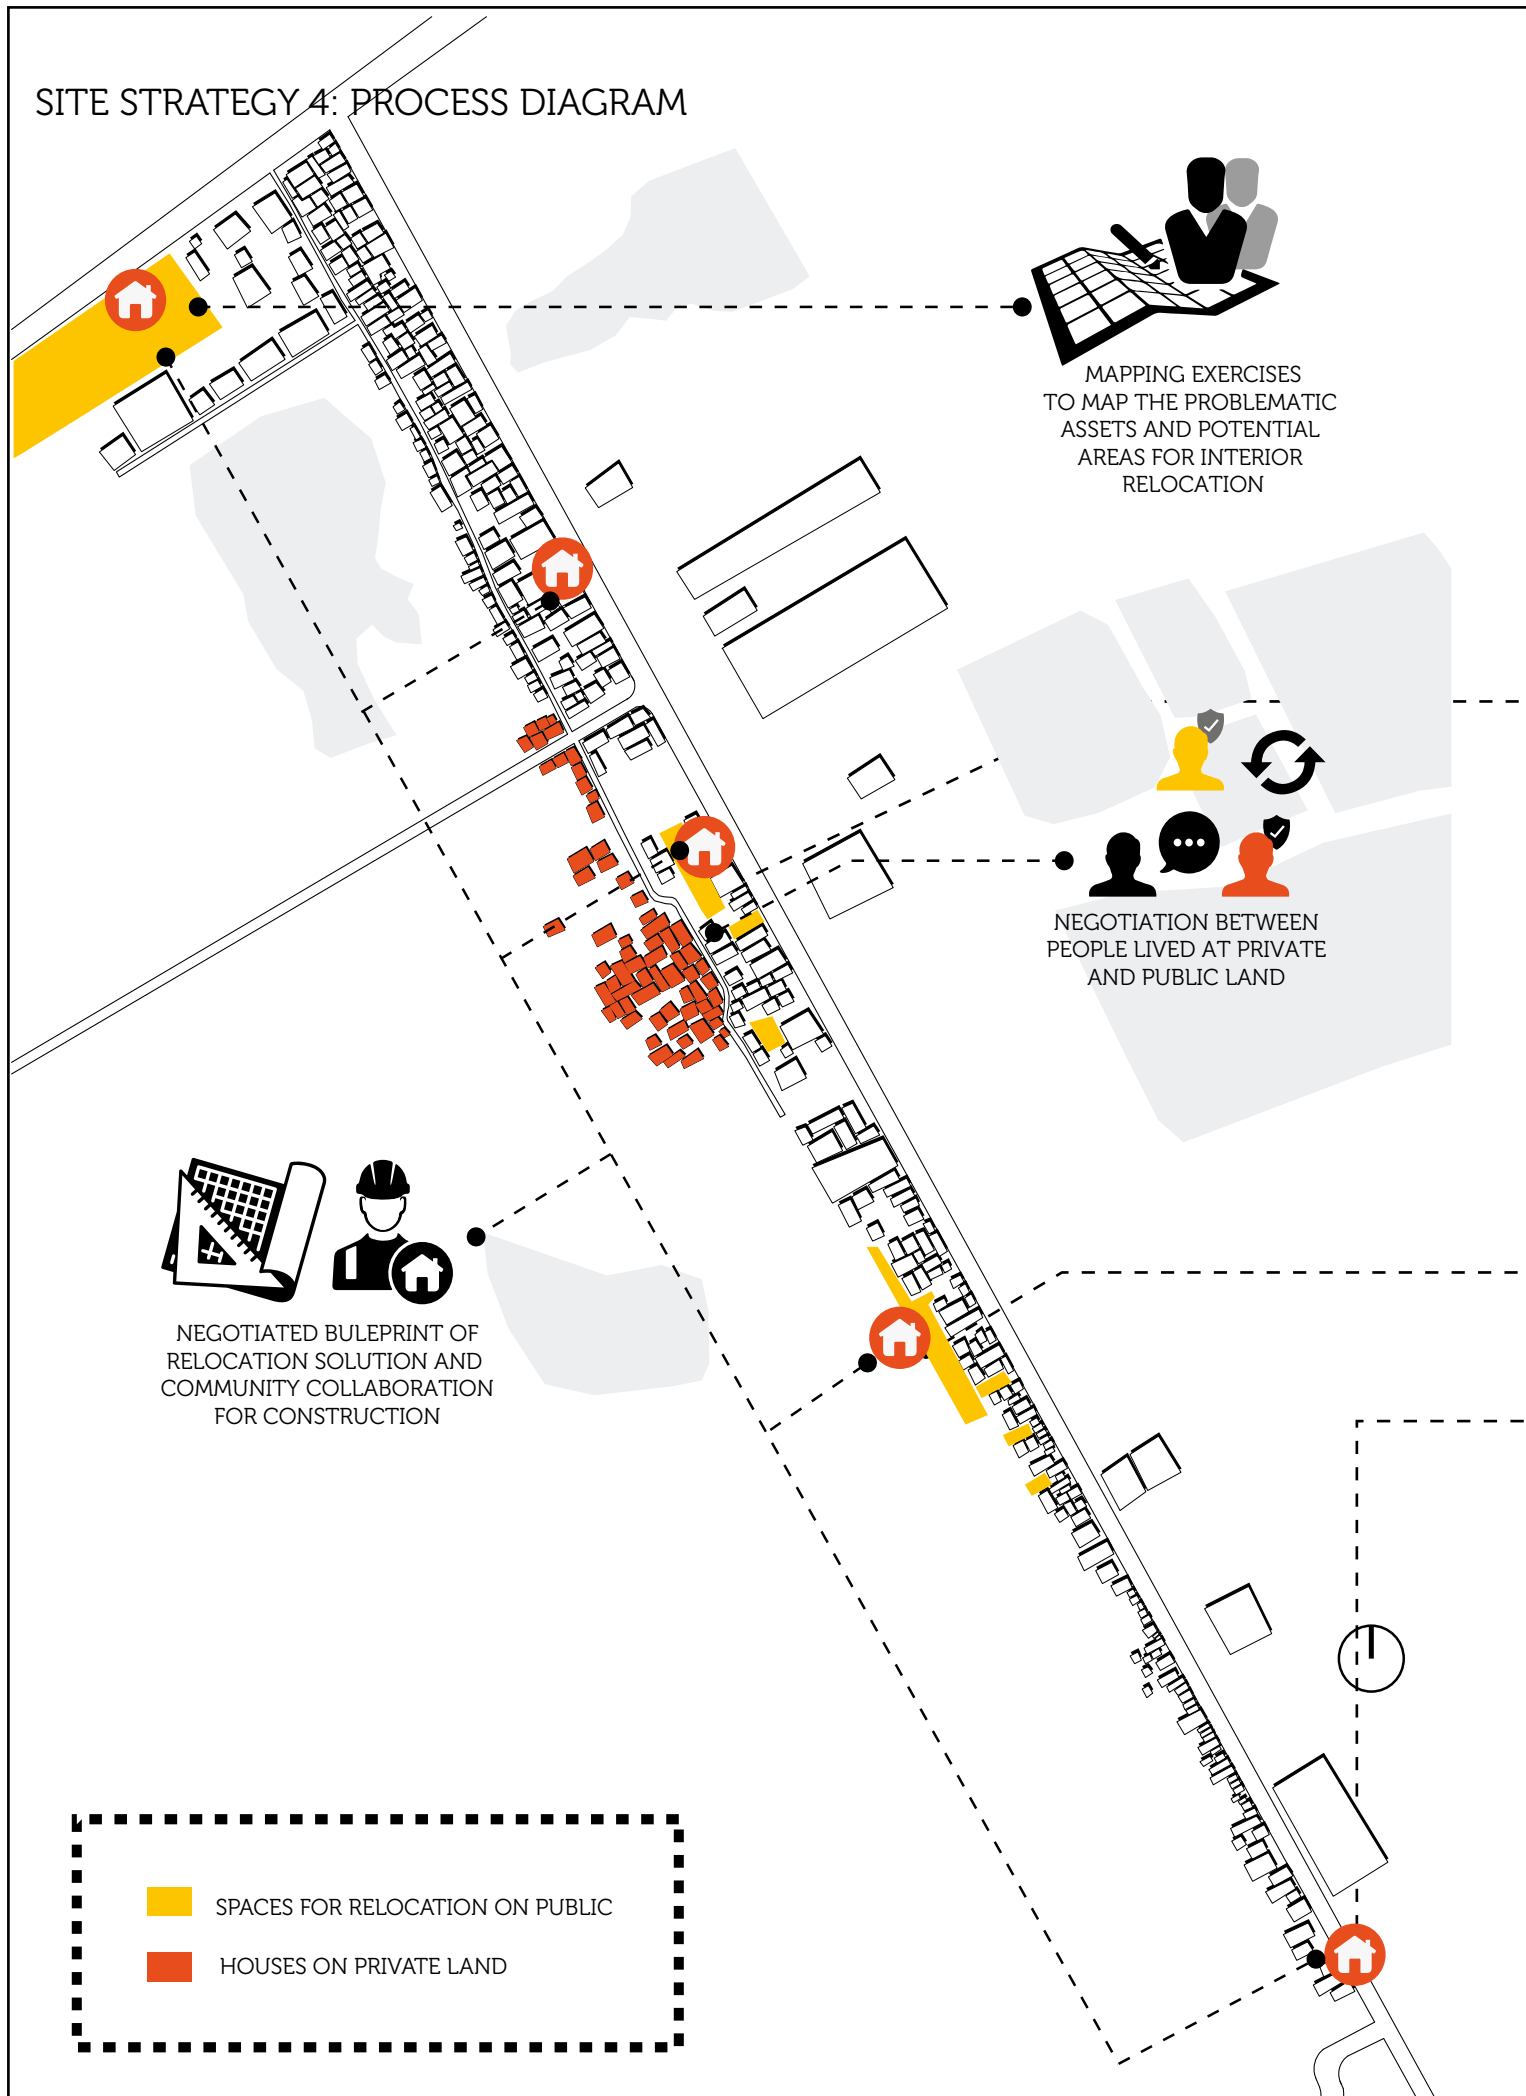 SITE STRATEGY 4: PROCESS DIAGRAM
MAPPING EXERCISES
TO MAP THE PROBLEMATIC
ASSETS AND POTENTIAL
AREAS FOR INTERIOR
RELOCATION
NEGOTIATION BETWEEN
PEOPLE LIVED AT PRIVATE
AND PUBLIC LAND
NEGOTIATED BULEPRINT OF
RELOCATION SOLUTION AND
COMMUNITY COLLABORATION
FOR CONSTRUCTION
SPACES FOR RELOCATION ON PUBLIC
HOUSES ON PRIVATE LAND